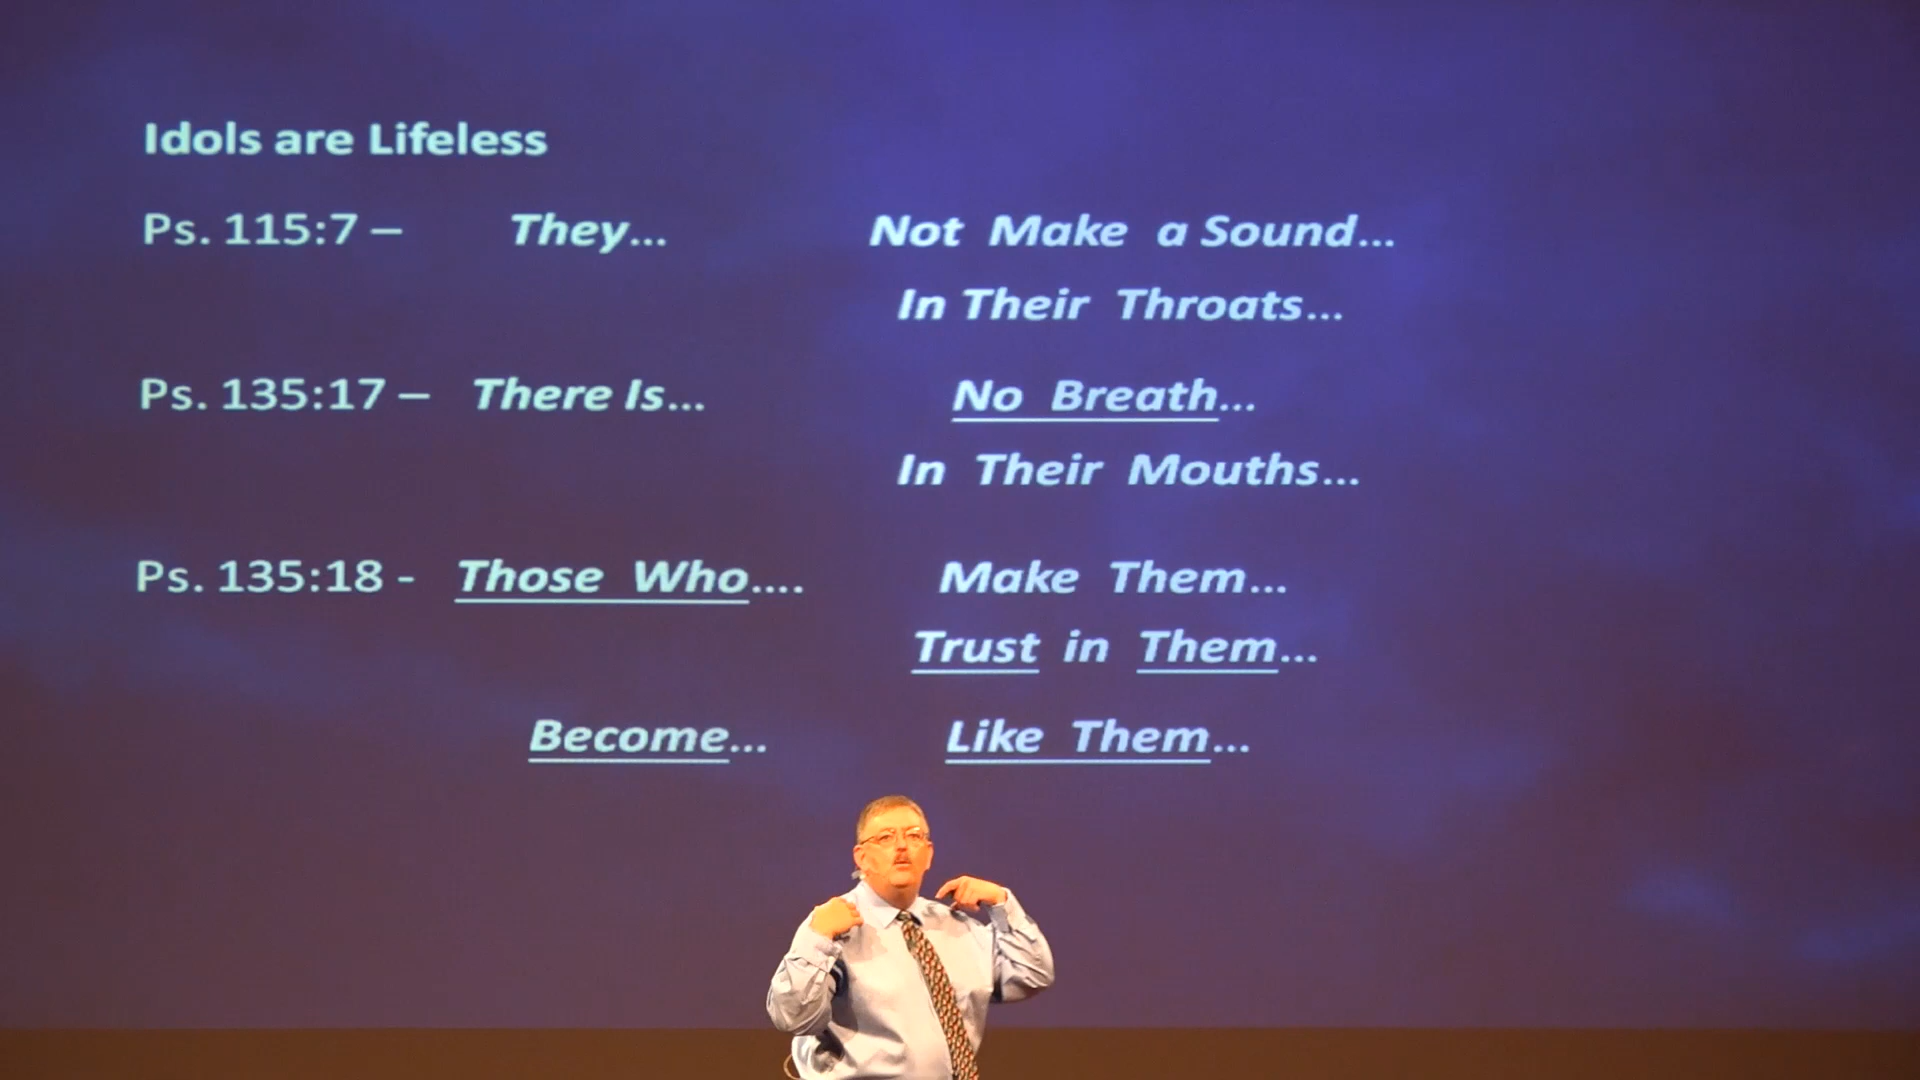 Idols are Lifeless
Ps. 115:7 – They... Not Make a Sound...
In Their Throats...
Ps. 135:17 – There Is... No Breath...
In Their Mouths...
Ps. 135:18 - Those Who.... Make Them...
Trust in Them...
Become... Like Them...